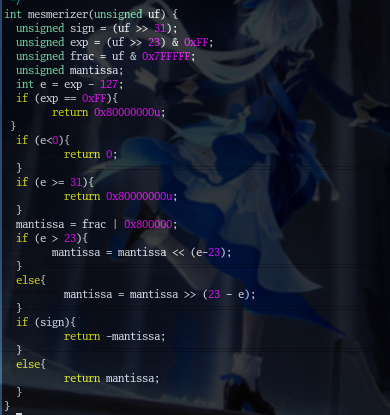 */
int mesmerizer(unsigned uf) {
  unsigned sign = (uf >> 31);
  unsigned exp = (uf >> 23) & 0xFF;
  unsigned frac = uf & 0x7FFFFF;
  unsigned mantissa;
  int e = exp - 127;
  if (exp == 0xFF){
        return 0x80000000u;
 }
  if (e<0){
          return 0;
  }
  if (e >= 31){
          return 0x80000000u;
  }
  mantissa = frac | 0x800000;
  if (e > 23){
        mantissa = mantissa << (e-23);
  }
  else{
          mantissa = mantissa >> (23 - e);
  }
  if (sign){
          return -mantissa;
  }
  else{
          return mantissa;
  }
}